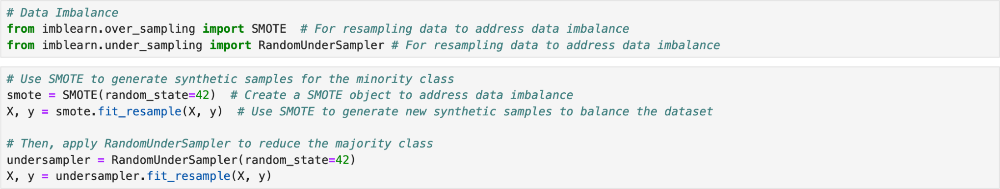 # Data Imbalance
from imblearn.over_sampling import SMOTE  # For resampling data to address data imbalance
from imblearn.under_sampling import RandomUnderSampler # For resampling data to address data imbalance
# Use SMOTE to generate synthetic samples for the minority class
smote = SMOTE(random_state=42)  # Create a SMOTE object to address data imbalance
X, y = smote.fit_resample(X, y)  # Use SMOTE to generate new synthetic samples to balance the dataset
# Then, apply RandomUnderSampler to reduce the majority class
undersampler = RandomUnderSampler(random_state=42)
X, y = undersampler.fit_resample(X, y)